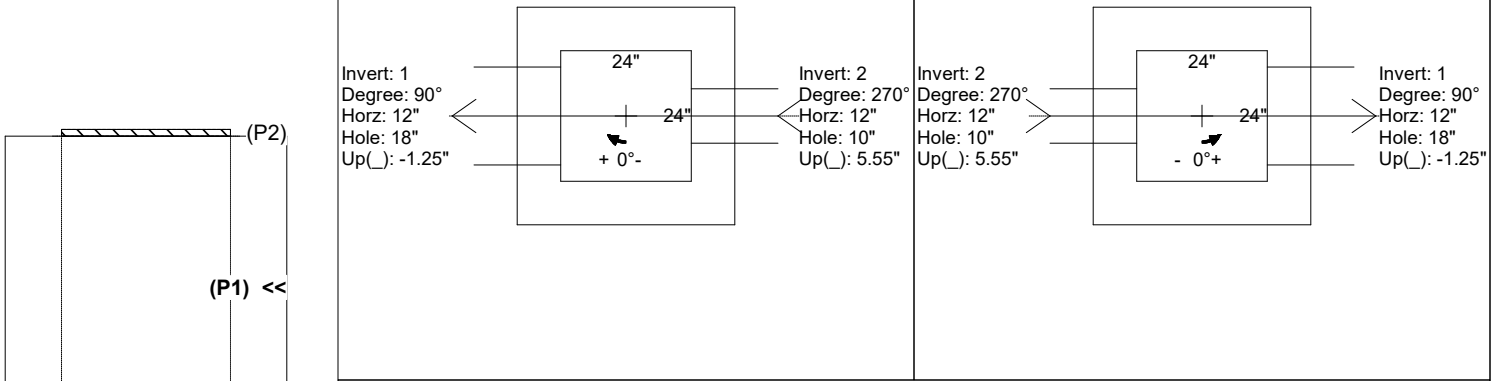 (P2)
(P1) <<
Invert: 1
Degree: 90°
Horz: 12"
Hole: 18"
Up(_): -1.25"
24"
24"
+ 0°-
Invert: 2
Degree: 270°
Horz: 12"
Hole: 10"
Up(_): 5.55"
Invert: 2
Degree: 270°
Horz: 12"
Hole: 10"
Up(_): 5.55"
24"
24"
- 0°+
Invert: 1
Degree: 90°
Horz: 12"
Hole: 18"
Up(_): -1.25"